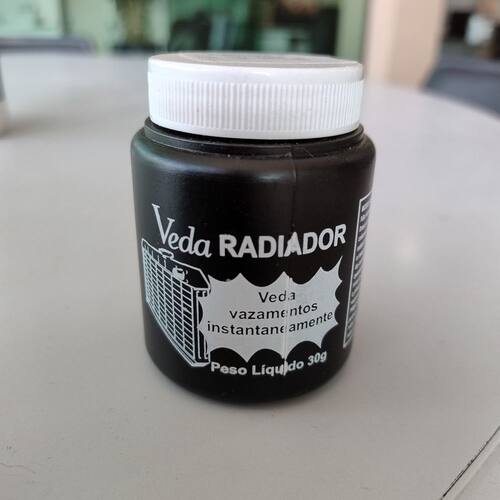 Veda RADIADOR
Veda
vazamentos
instantaneamente
Peso Líquido 30g